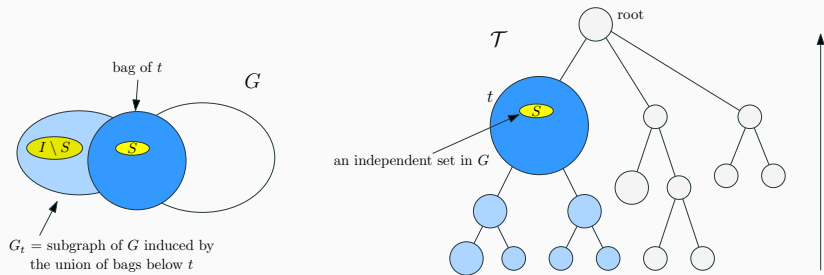 bag of t
G
I \ S
S
G_t = subgraph of G induced by
the union of bags below t
root
𝒯
t
S
an independent set in G